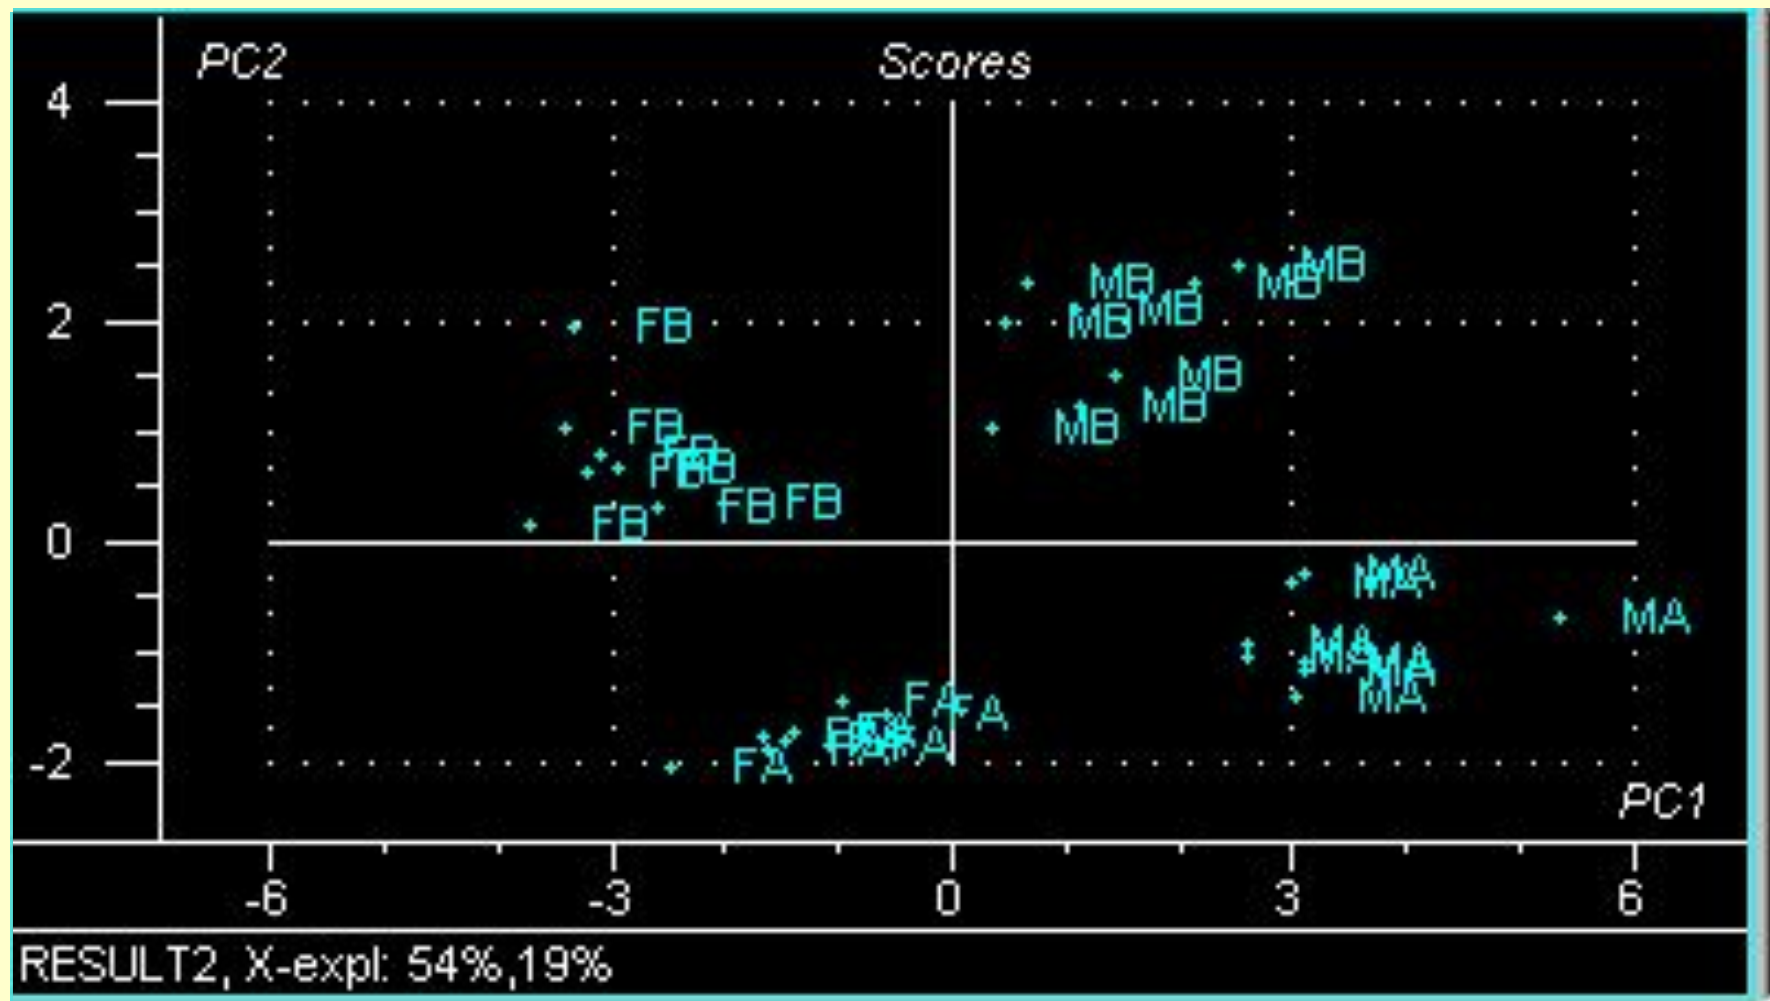 PC2 Scores
4
MB
MB MB
2 FB MB MB
MB
MB
FB MB
FB FB
FB
0
MA
MA
MA
MA
MA
FA FA
-2 FA
PC1
-6 -3 0 3 6
RESULT2, X-expl: 54%,19%